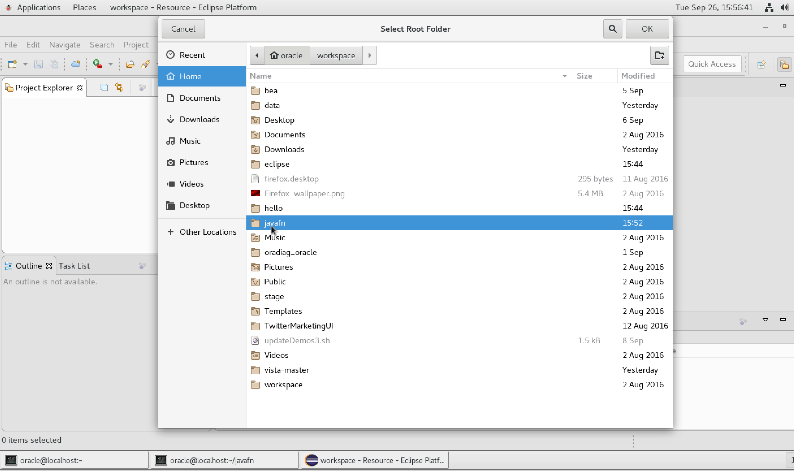 Applications Places workspace - Resource - Eclipse Platform Tue Sep 26, 15:56:41
Cancel Select Root Folder OK
File Edit Navigate Search Project
Quick Access
Project Explorer
Outline Task List
An outline is not available.
Recent
Home
Documents
Downloads
Music
Pictures
Videos
Desktop
Other Locations
oracle workspace
Name Size Modified
bea 5 Sep
data Yesterday
Desktop 6 Sep
Documents 2 Aug 2016
Downloads Yesterday
eclipse 15:44
firefox.desktop 295 bytes 11 Aug 2016
Firefox_wallpaper.png 5.4 MB 2 Aug 2016
hello 15:44
javafn 15:52
Music 2 Aug 2016
oradiag_oracle 1 Sep
Pictures 2 Aug 2016
Public 2 Aug 2016
stage 2 Aug 2016
Templates 2 Aug 2016
TwitterMarketingUI 12 Aug 2016
updateDemos3.sh 1.5 kB 8 Sep
Videos 2 Aug 2016
vista-master Yesterday
workspace 2 Aug 2016
0 items selected
oracle@localhost:~ oracle@localhost:~/javafn workspace - Resource - Eclipse Platf...